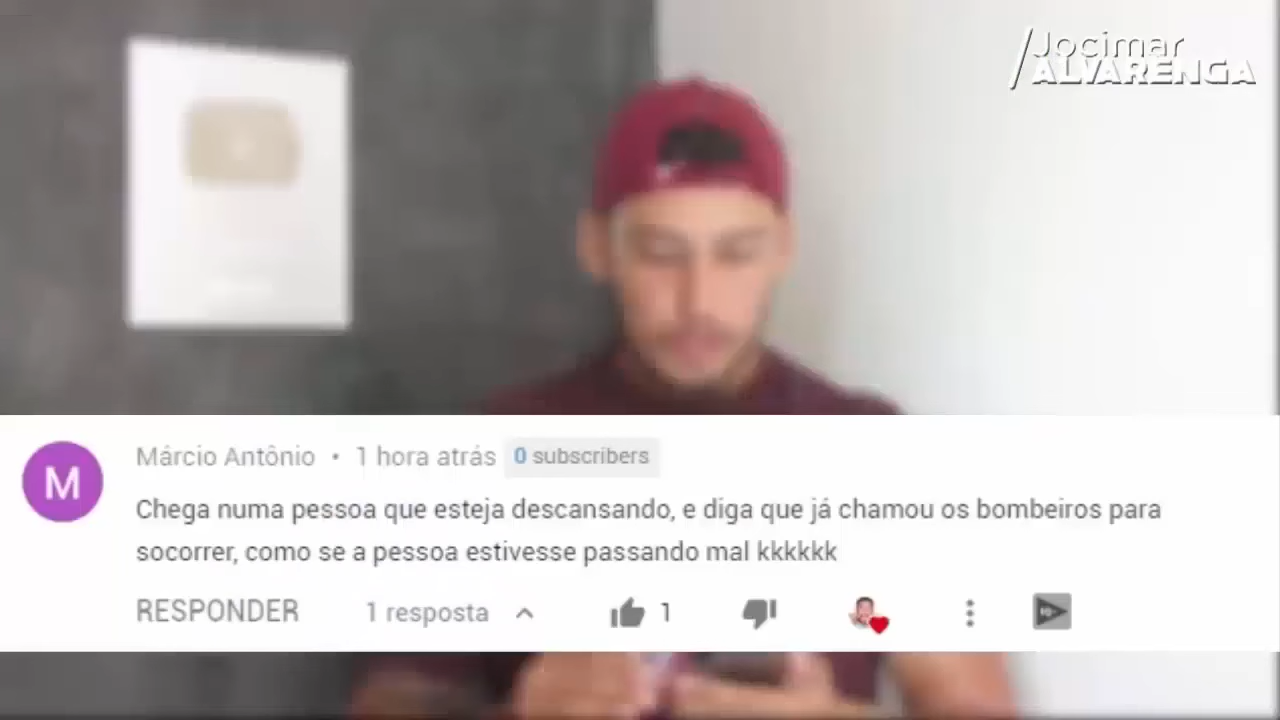 Jocimar
ALVARENGA
M
Márcio Antônio • 1 hora atrás 0 subscribers
Chega numa pessoa que esteja descansando, e diga que já chamou os bombeiros para
socorrer, como se a pessoa estivesse passando mal kkkkkk
RESPONDER 1 resposta 1